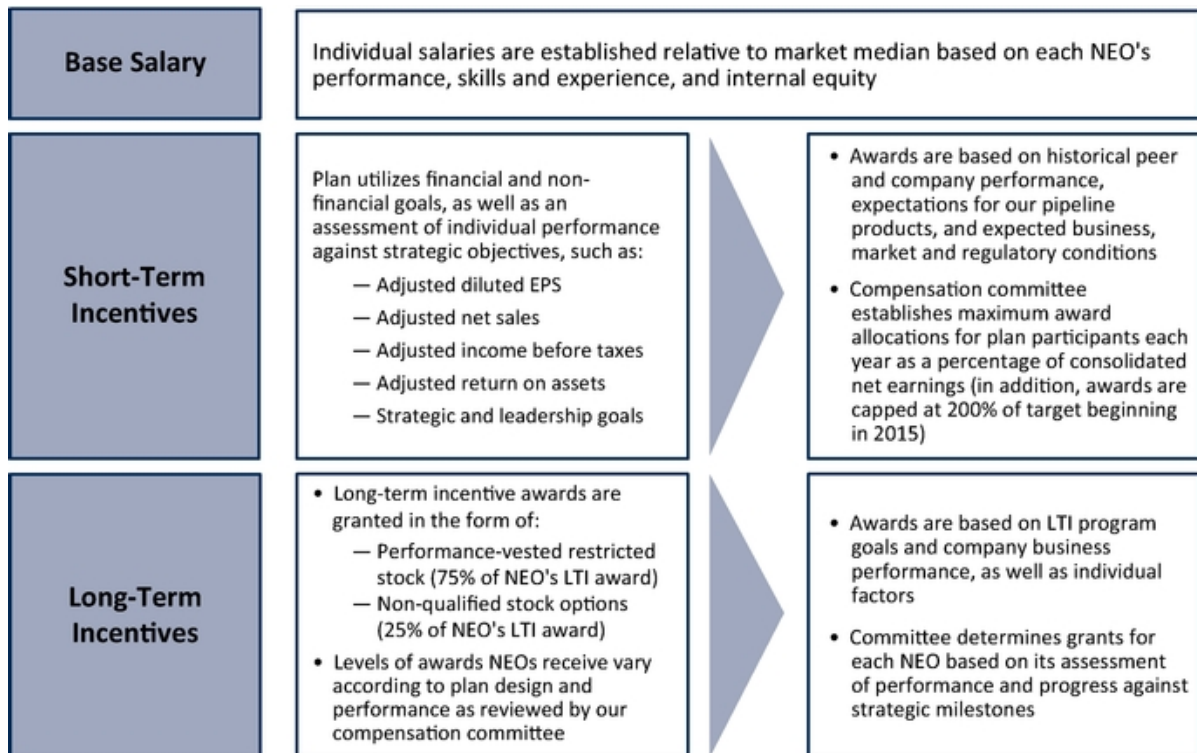 Base Salary
Individual salaries are established relative to market median based on each NEO's
performance, skills and experience, and internal equity
Short-Term
Incentives
Plan utilizes financial and non-
financial goals, as well as an
assessment of individual performance
against strategic objectives, such as:
— Adjusted diluted EPS
— Adjusted net sales
— Adjusted income before taxes
— Adjusted return on assets
— Strategic and leadership goals
• Awards are based on historical peer
and company performance,
expectations for our pipeline
products, and expected business,
market and regulatory conditions
• Compensation committee
establishes maximum award
allocations for plan participants each
year as a percentage of consolidated
net earnings (in addition, awards are
capped at 200% of target beginning
in 2015)
Long-Term
Incentives
• Long-term incentive awards are
granted in the form of:
— Performance-vested restricted
stock (75% of NEO's LTI award)
— Non-qualified stock options
(25% of NEO's LTI award)
• Levels of awards NEOs receive vary
according to plan design and
performance as reviewed by our
compensation committee
• Awards are based on LTI program
goals and company business
performance, as well as individual
factors
• Committee determines grants for
each NEO based on its assessment
of performance and progress against
strategic milestones